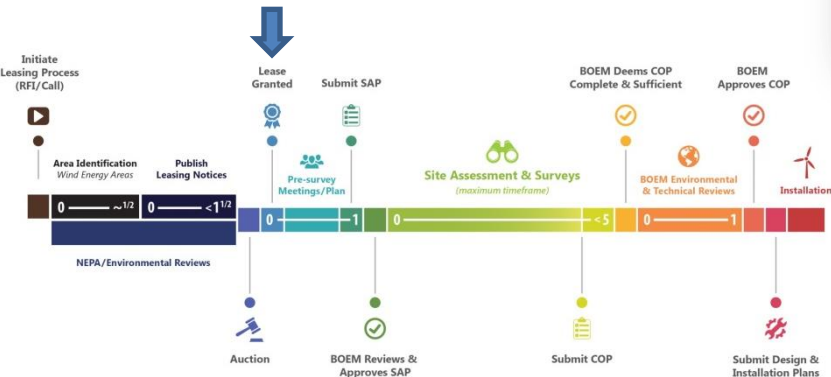 Initiate
Leasing Process
(RFI/Call)
Lease
Granted
Submit SAP
BOEM Deems COP
Complete & Sufficient
BOEM
Approves COP
Area Identification
Wind Energy Areas
Publish
Leasing Notices
Pre-survey
Meetings/Plan
Site Assessment & Surveys
(maximum timeframe)
BOEM Environmental
& Technical Reviews
Installation
0 ~1/2
0 <1 1/2
0 1
0 <5
0 1
NEPA/Environmental Reviews
Auction
BOEM Reviews &
Approves SAP
Submit COP
Submit Design &
Installation Plans